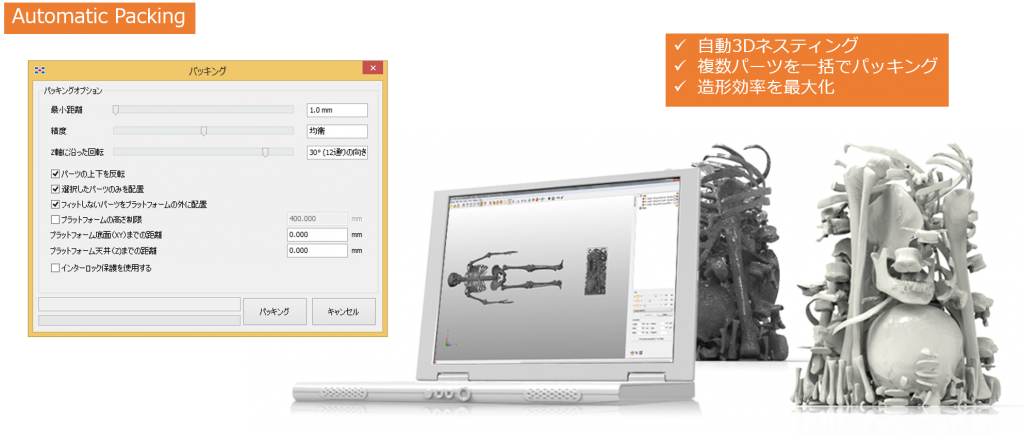 Automatic Packing
自動3Dネスティング
複数パーツを一括でパッキング
造形効率を最大化
パッキング
パッキングオプション
最小距離 1.0 mm
積度 均衡
Z軸に沿った回転 30° (12通り)の向き
パーツの上下を反転
選択したパーツのみを配置
フィットしないパーツをプラットフォームの外に配置
プラットフォームの高さ制限 400.000 mm
プラットフォーム底面(XY)までの距離 0.000 mm
プラットフォーム天井(Z)までの距離 0.000 mm
インターロック保護を使用する
パッキング キャンセル